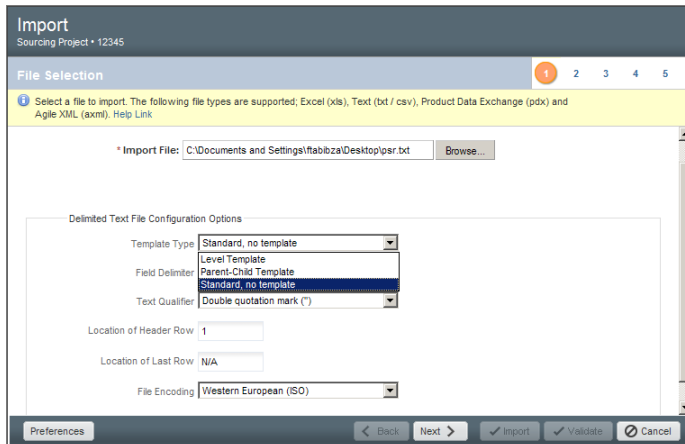 Import
Sourcing Project • 12345
File Selection
1 2 3 4 5
Select a file to import. The following file types are supported; Excel (xls), Text (txt / csv), Product Data Exchange (pdx) and
Agile XML (axml). Help Link
* Import File: C:\Documents and Settings\ftabibza\Desktop\psr.txt Browse...
Delimited Text File Configuration Options
Template Type Standard, no template
Level Template
Field Delimiter Parent-Child Template
Standard, no template
Text Qualifier Double quotation mark (")
Location of Header Row 1
Location of Last Row N/A
File Encoding Western European (ISO)
Preferences Back Next Import Validate Cancel